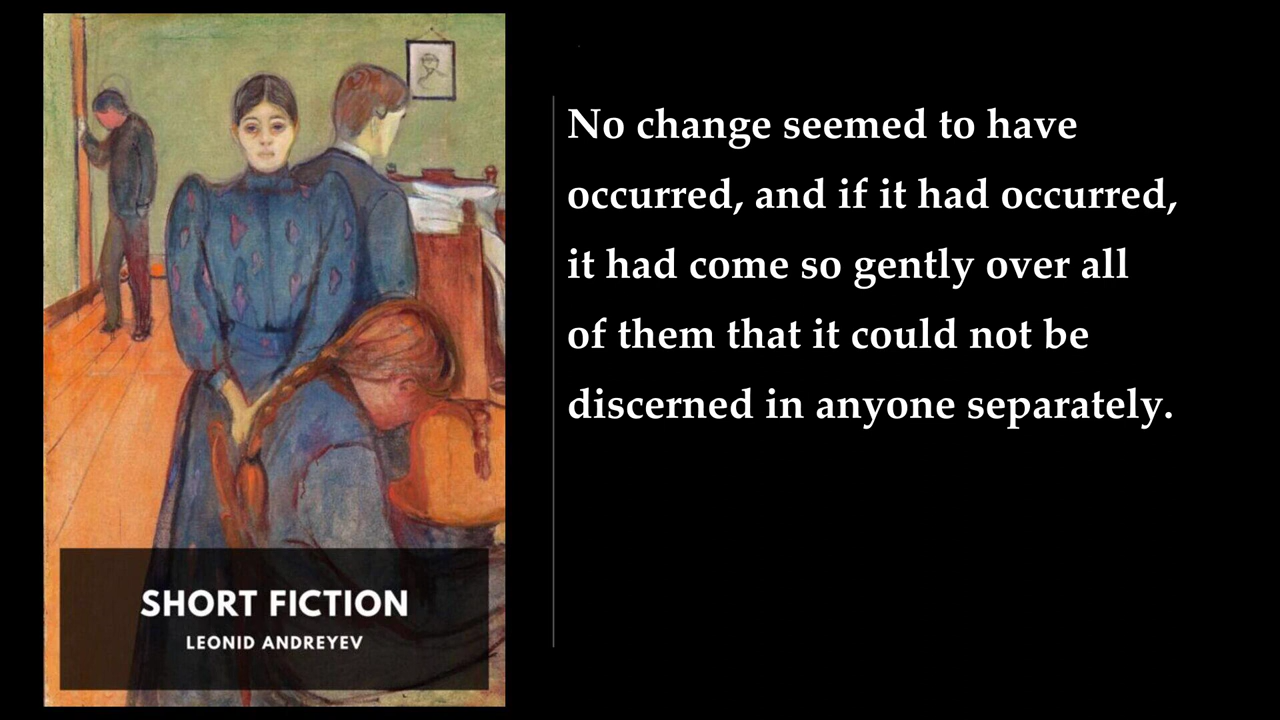 No change seemed to have
occurred, and if it had occurred,
it had come so gently over all
of them that it could not be
discerned in anyone separately.
SHORT FICTION
LEONID ANDREYEV